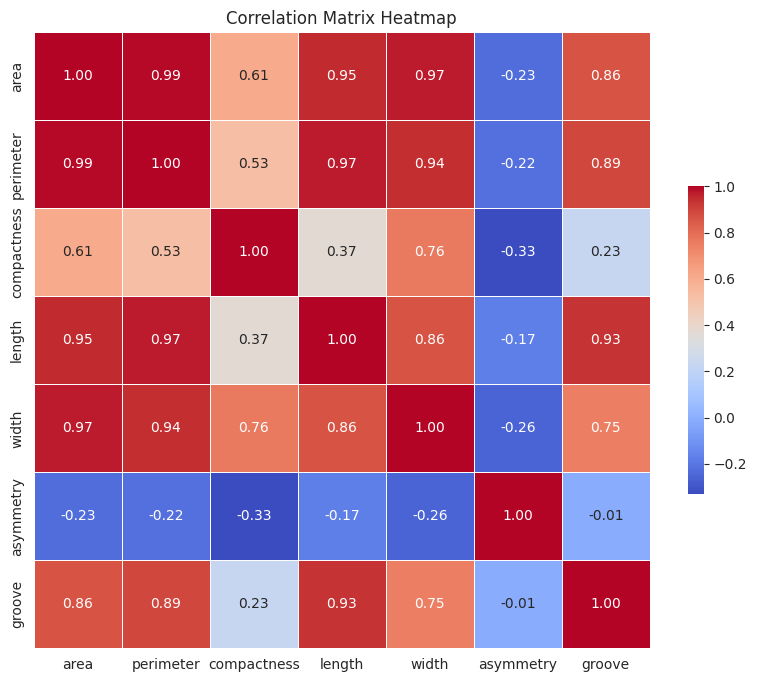 Correlation Matrix Heatmap
area 1.00 0.99 0.61 0.95 0.97 -0.23 0.86
perimeter 0.99 1.00 0.53 0.97 0.94 -0.22 0.89
compactness 0.61 0.53 1.00 0.37 0.76 -0.33 0.23
length 0.95 0.97 0.37 1.00 0.86 -0.17 0.93
width 0.97 0.94 0.76 0.86 1.00 -0.26 0.75
asymmetry -0.23 -0.22 -0.33 -0.17 -0.26 1.00 -0.01
groove 0.86 0.89 0.23 0.93 0.75 -0.01 1.00
area perimeter compactness length width asymmetry groove
1.0
0.8
0.6
0.4
0.2
0.0
−0.2